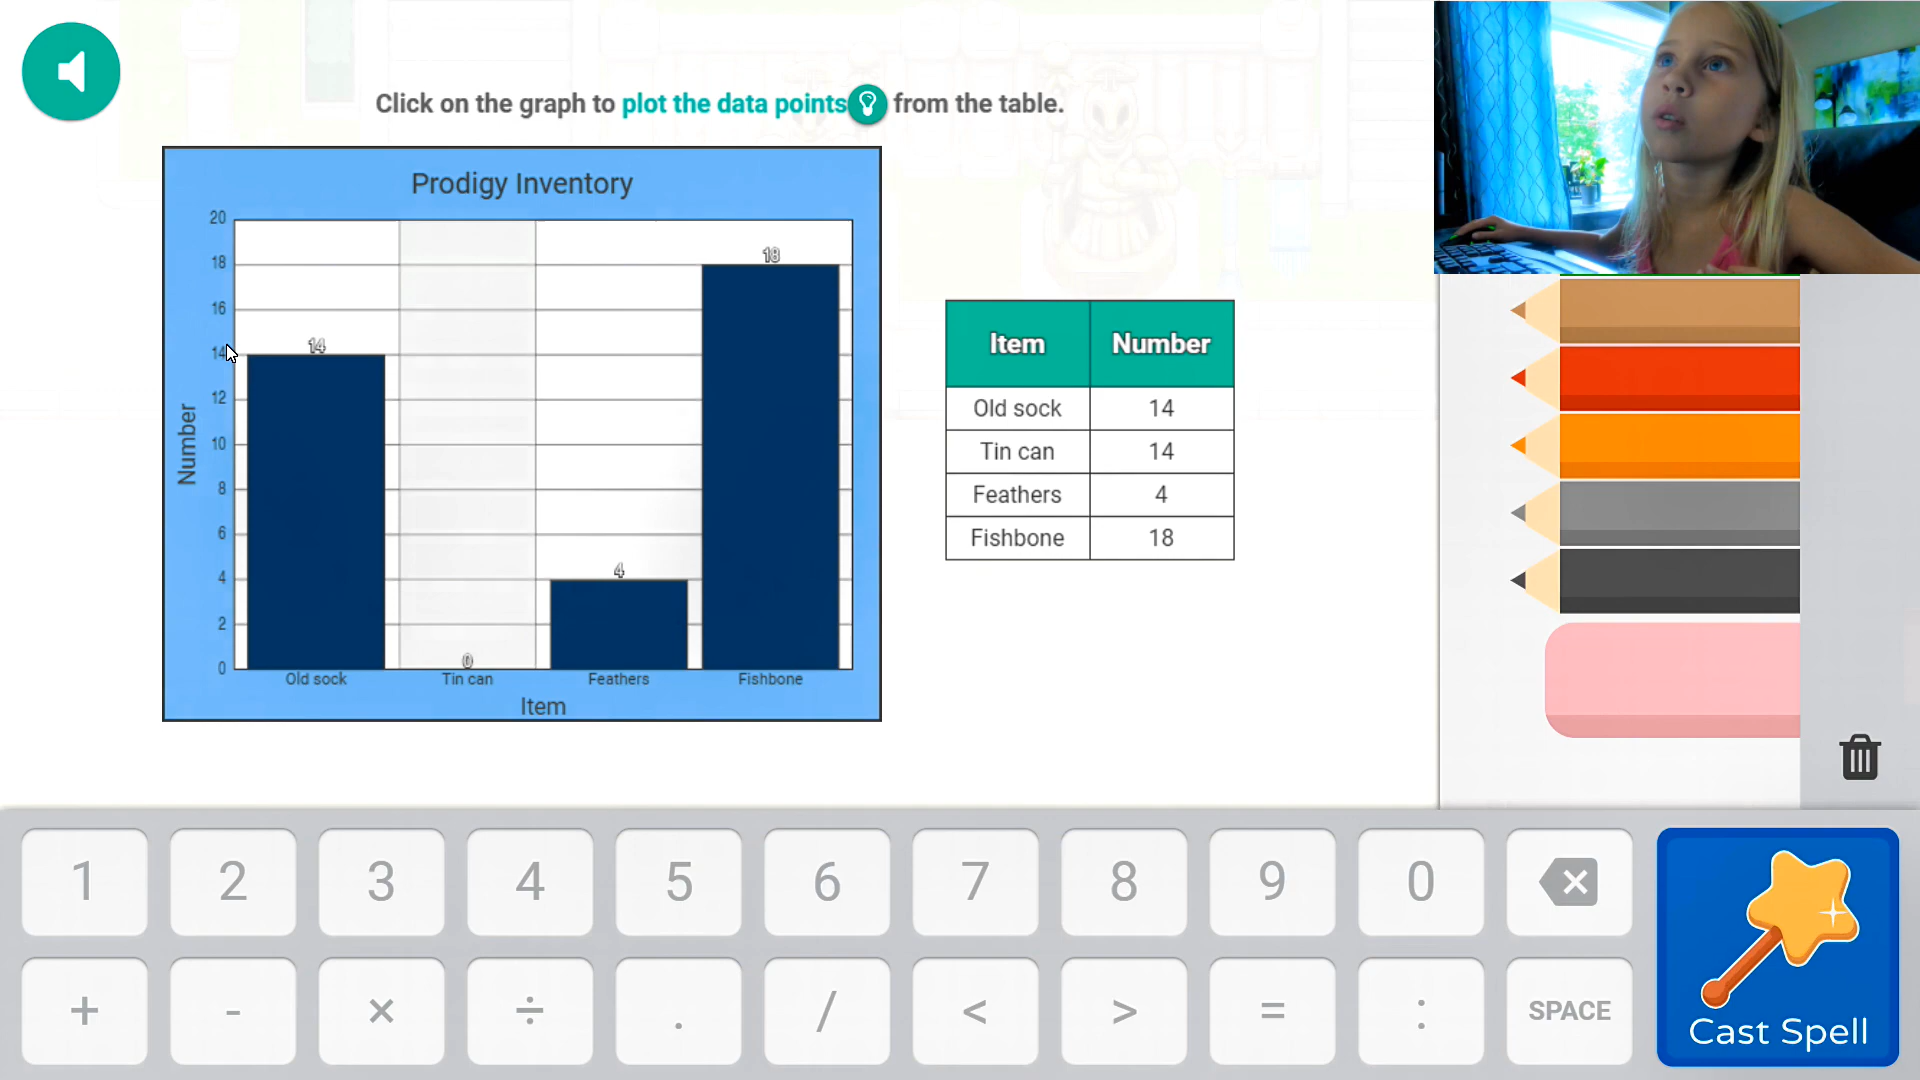 Click on the graph to plot the data points from the table.
Prodigy Inventory
20
18
16
14
12
10
8
6
4
2
0
Number
14
0
4
18
Old sock Tin can Feathers Fishbone
Item
Item Number
Old sock 14
Tin can 14
Feathers 4
Fishbone 18
1 2 3 4 5 6 7 8 9 0
+ - × ÷ . / < > = : SPACE
Cast Spell